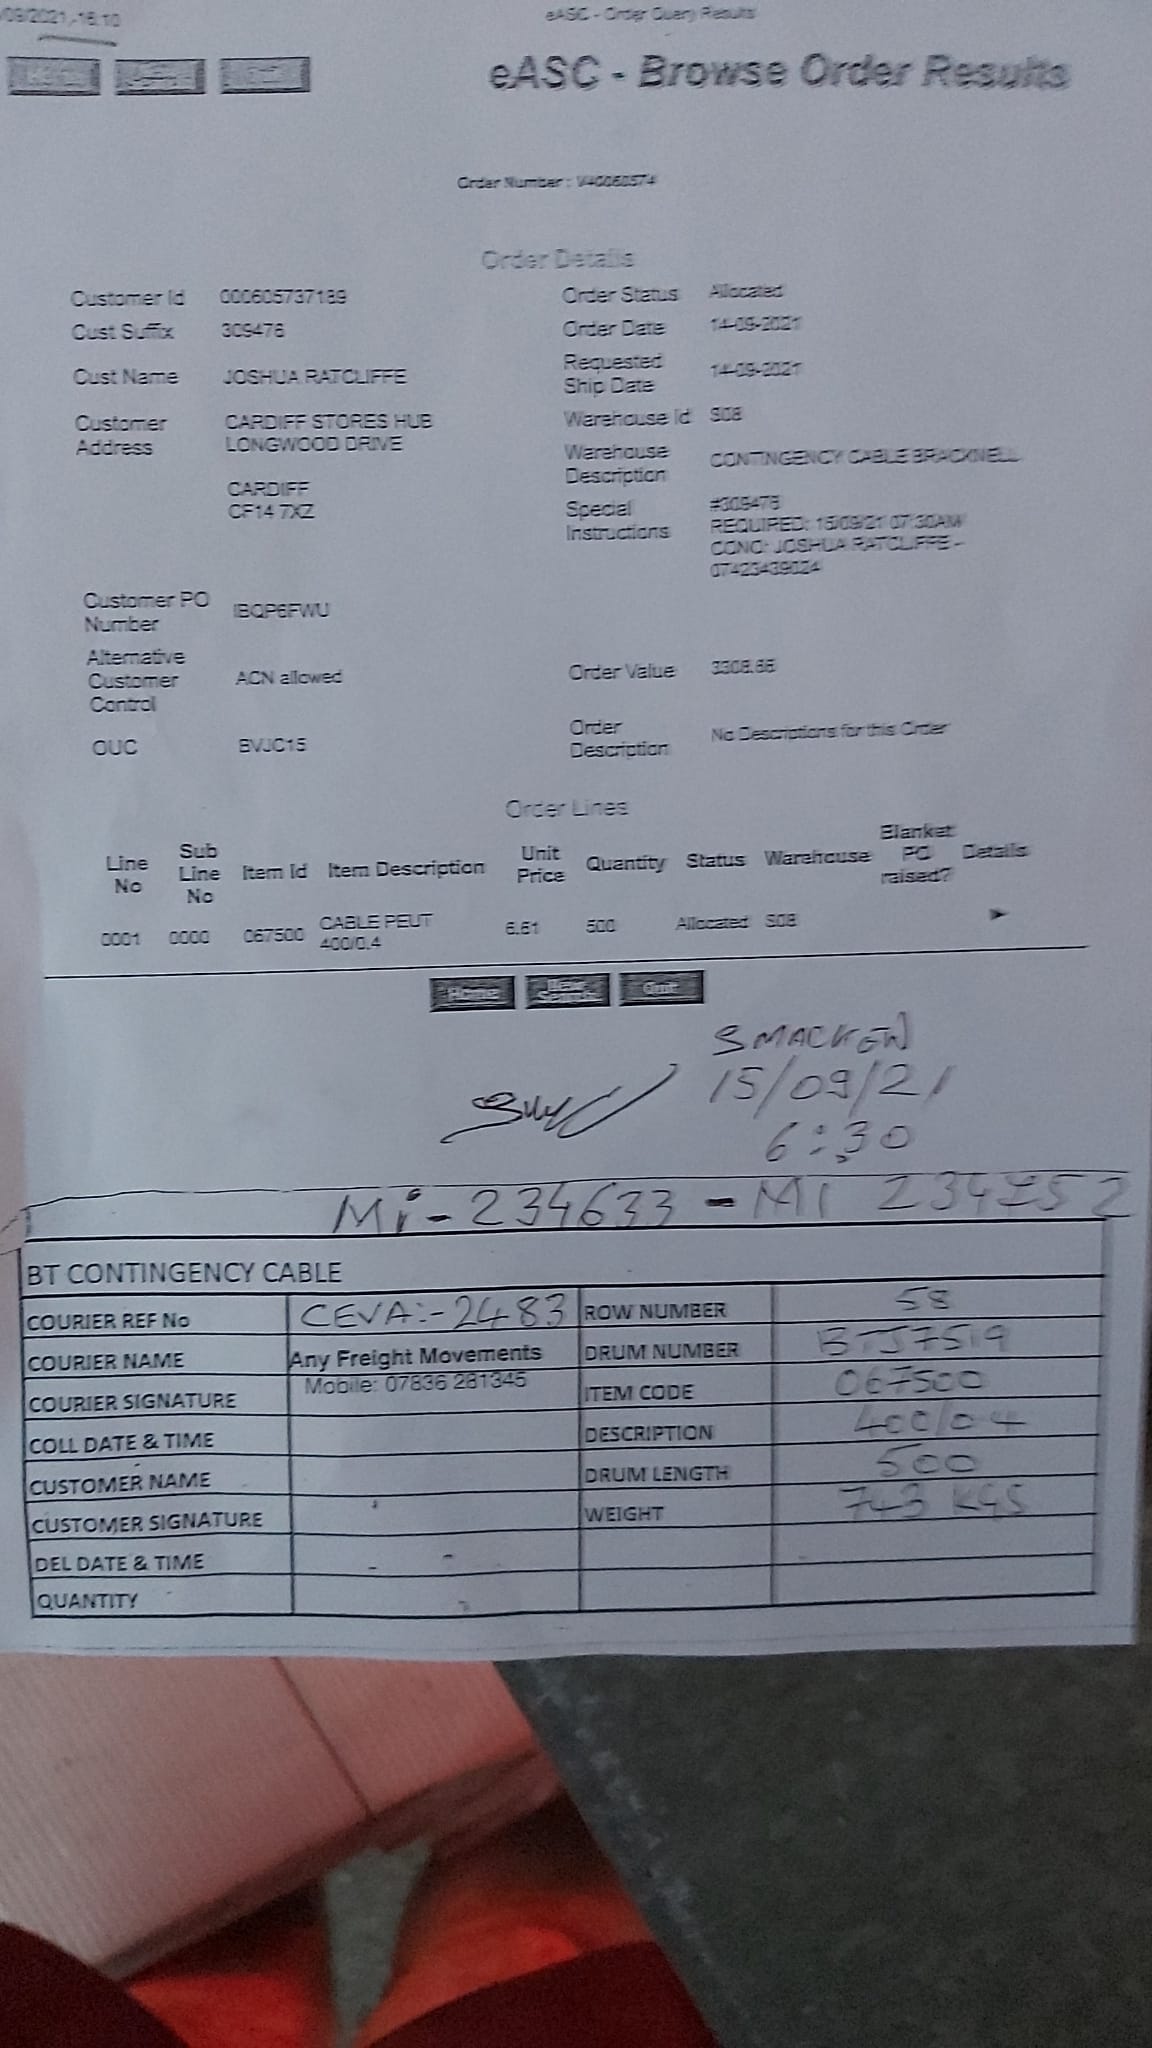 /09/2021, 16:10 eASC - Order Query Results
eASC - Browse Order Results
Order Number : V40060574
Order Details
Customer Id 000605737189 Order Status Allocated
Cust Suffix 309476 Order Date 14-09-2021
Cust Name JOSHUA RATCLIFFE Requested Ship Date 14-09-2021
Customer Address CARDIFF STORES HUB Warehouse Id S08
LONGWOOD DRIVE Warehouse Description CONTINGENCY CABLE BRACKNELL
CARDIFF Special Instructions #309476
CF14 7XZ REQUIRED: 15/09/21 07:30AM
CONC: JOSHUA RATCLIFFE -
07423439024
Customer PO Number IBQP6FWU
Alternative Customer Control ACN allowed Order Value 3308.66
OUC BVJC15 Order Description No Descriptions for this Order
Order Lines
Line No Sub Line No Item Id Item Description Unit Price Quantity Status Warehouse Blanket PO raised? Details
0001 0000 067500 CABLE PEUT 400/0.4 6.61 500 Allocated S08
Home New Search Quit
15/09/21
6:30
Mi-234633 - Mi
BT CONTINGENCY CABLE
COURIER REF No CEVA:-2483 ROW NUMBER 58
COURIER NAME Any Freight Movements DRUM NUMBER BTJ7519
COURIER SIGNATURE Mobile: 07836 281345 ITEM CODE 067500
COLL DATE & TIME DESCRIPTION 400/04
CUSTOMER NAME DRUM LENGTH 500
CUSTOMER SIGNATURE WEIGHT 743 KGS
DEL DATE & TIME
QUANTITY